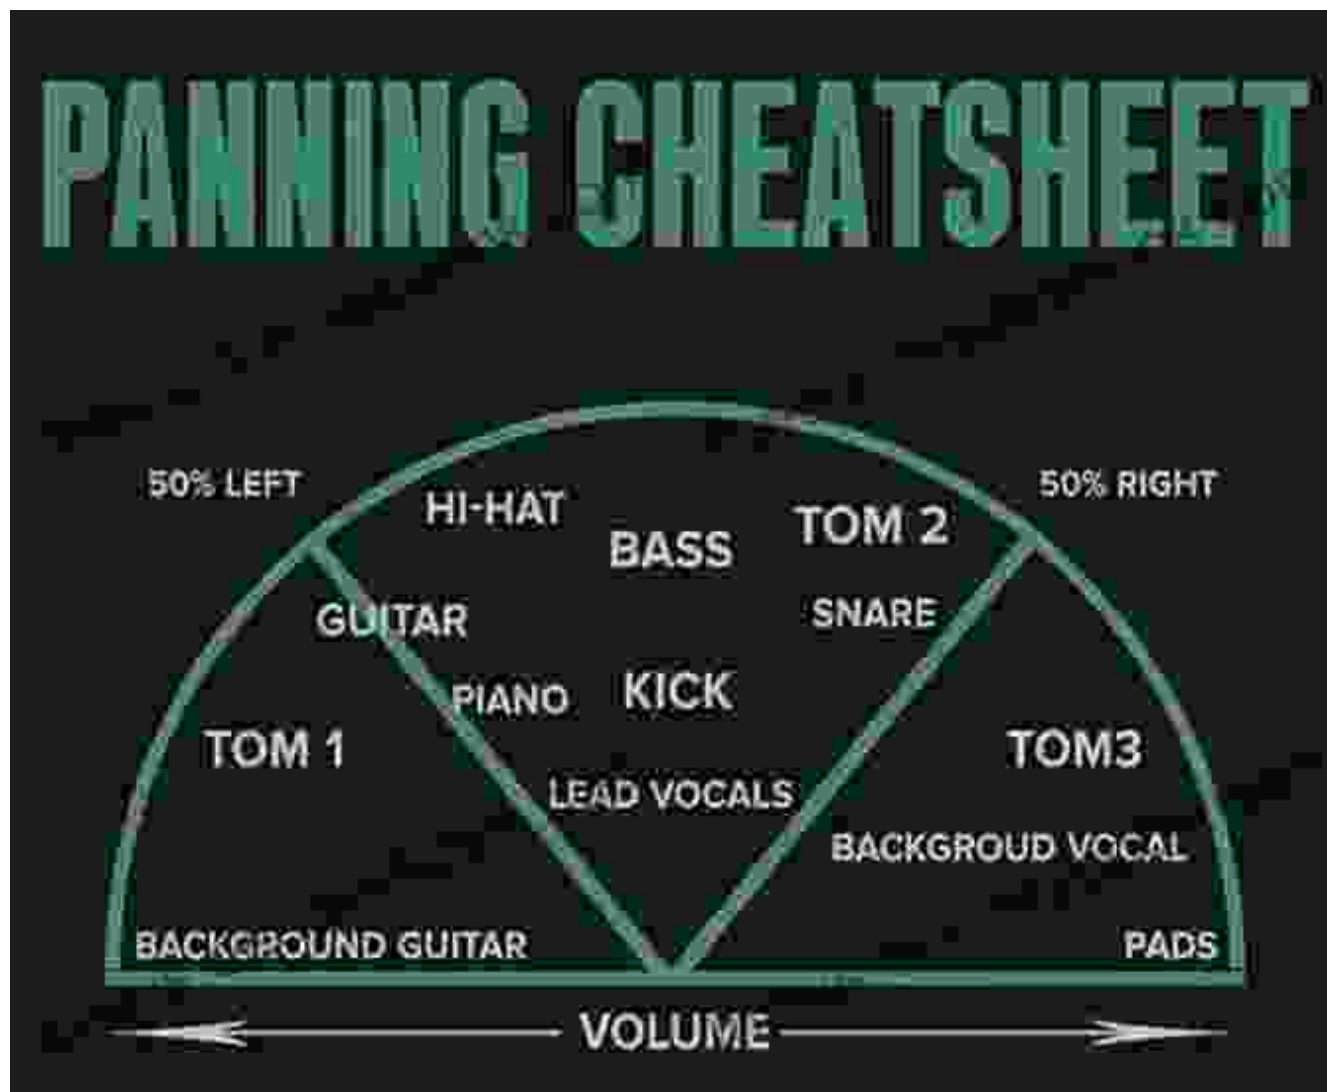 PANNING CHEATSHEET
50% LEFT
50% RIGHT
HI-HAT
TOM 2
BASS
GUITAR
SNARE
PIANO
KICK
TOM 1
TOM3
LEAD VOCALS
BACKGROUD VOCAL
BACKGROUND GUITAR
PADS
VOLUME